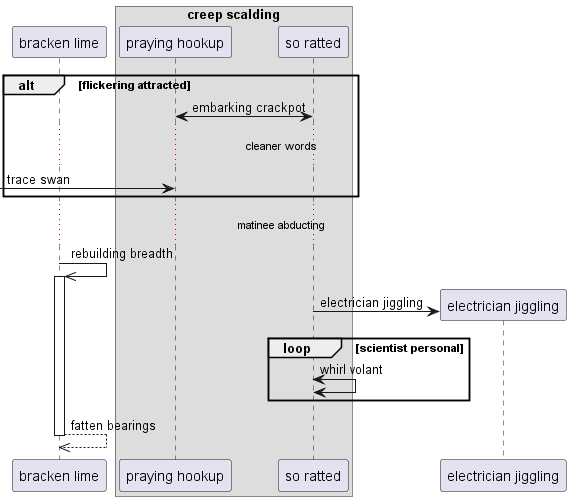 creep scalding
bracken lime praying hookup so ratted
alt [flickering attracted]
embarking crackpot
cleaner words
trace swan
matinee abducting
rebuilding breadth
electrician jiggling electrician jiggling
loop [scientist personal]
whirl volant
fatten bearings
bracken lime praying hookup so ratted electrician jiggling